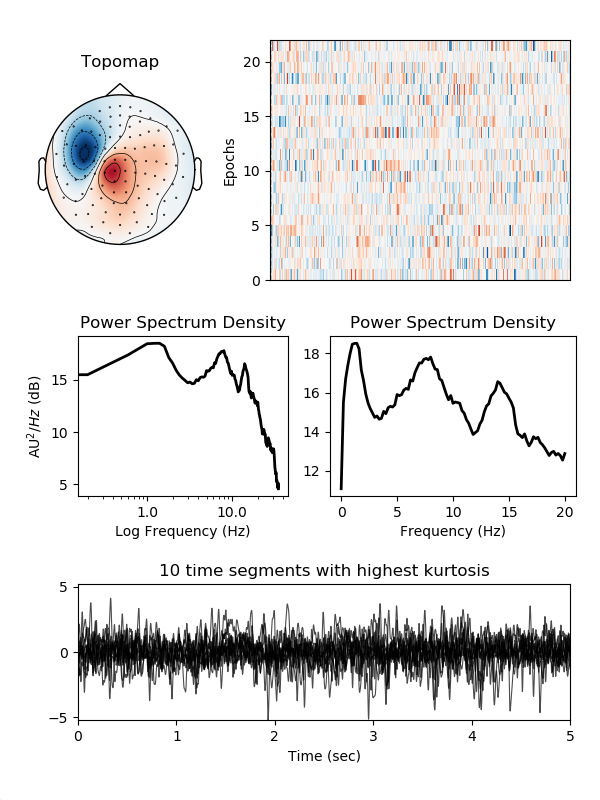 Topomap
Epochs
20
15
10
5
0
Power Spectrum Density
AU²/Hz (dB)
15
10
5
1.0 10.0
Log Frequency (Hz)
Power Spectrum Density
18
16
14
12
0 5 10 15 20
Frequency (Hz)
10 time segments with highest kurtosis
5
0
−5
0 1 2 3 4 5
Time (sec)